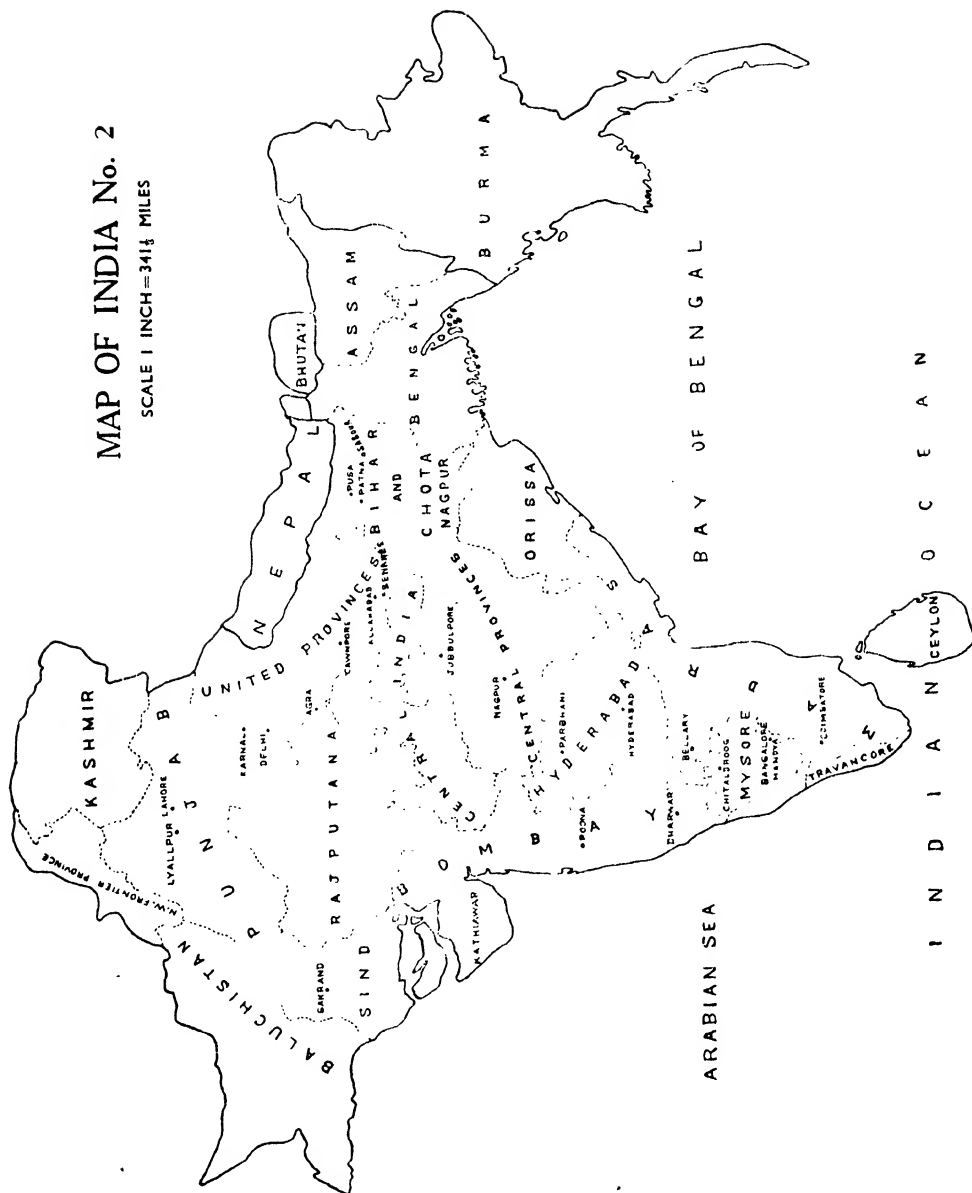 MAP OF INDIA No. 2
SCALE 1 INCH=341⅓ MILES
KASHMIR
N.W. FRONTIER PROVINCE
LYALLPUR
LAHORE
PUNJAB
BALUCHISTAN
KARNAL
DELHI
NEPAL
BHUTAN
UNITED PROVINCES
AGRA
RAJPUTANA
SAKRAND
SIND
CAWNPORE
ALLAHABAD
BENARES
PUSA
PATNA
SABOUR
BIHAR
AND
CHOTA
NAGPUR
ASSAM
BENGAL
BURMA
CENTRAL INDIA
JUBBULPORE
KATHIAWAR
NAGPUR
CENTRAL PROVINCES
ORISSA
BOMBAY
PARBHANI
HYDERABAD
HYDERABAD
POONA
DHARWAR
BELLARY
CHITALDROOG
MYSORE
BANGALORE
MANDYA
MADRAS
COIMBATORE
TRAVANCORE
CEYLON
ARABIAN SEA
BAY OF BENGAL
INDIAN OCEAN